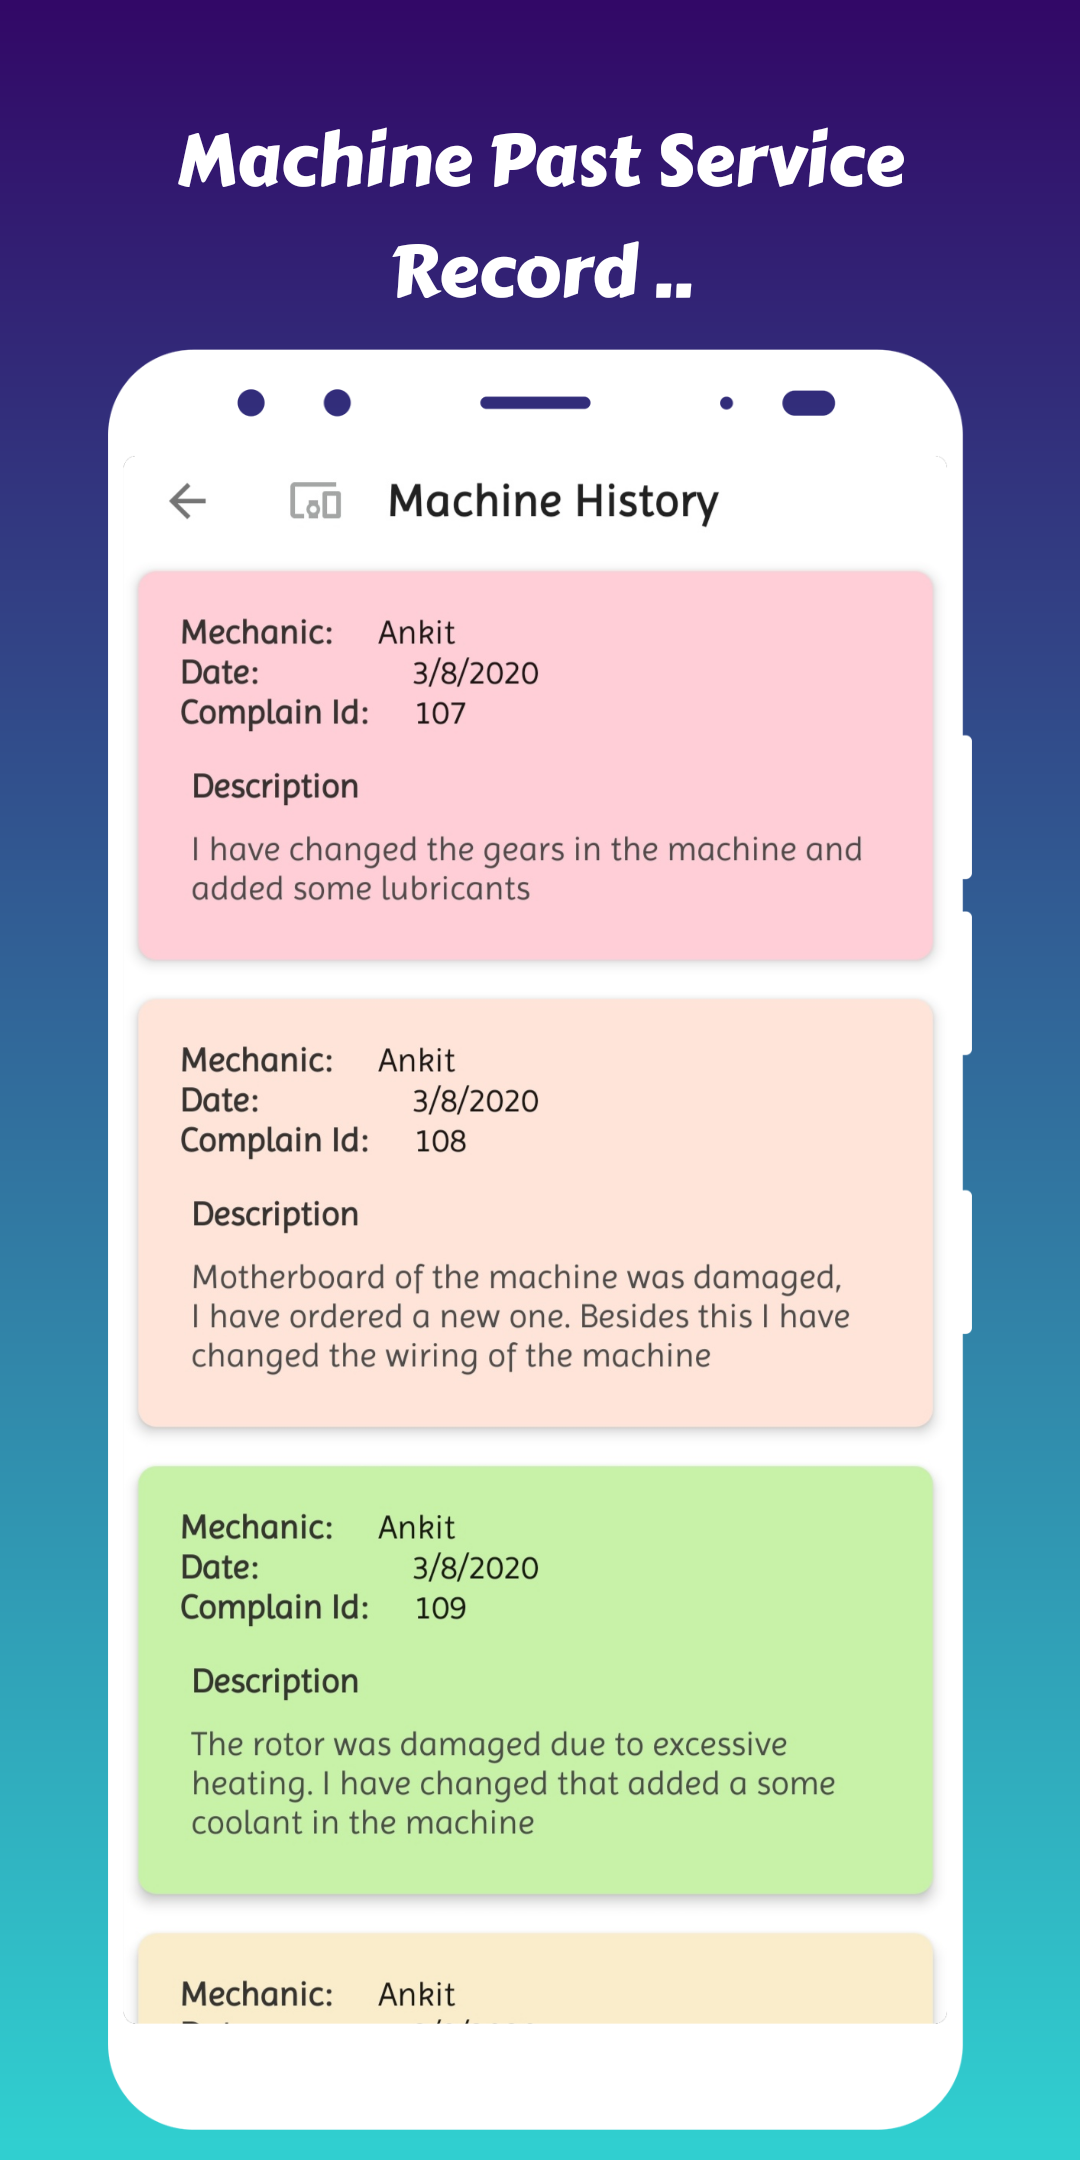 Machine Past Service
Record ..
Machine History
Mechanic: Ankit
Date: 3/8/2020
Complain Id: 107
Description
I have changed the gears in the machine and
added some lubricants
Mechanic: Ankit
Date: 3/8/2020
Complain Id: 108
Description
Motherboard of the machine was damaged,
I have ordered a new one. Besides this I have
changed the wiring of the machine
Mechanic: Ankit
Date: 3/8/2020
Complain Id: 109
Description
The rotor was damaged due to excessive
heating. I have changed that added a some
coolant in the machine
Mechanic: Ankit